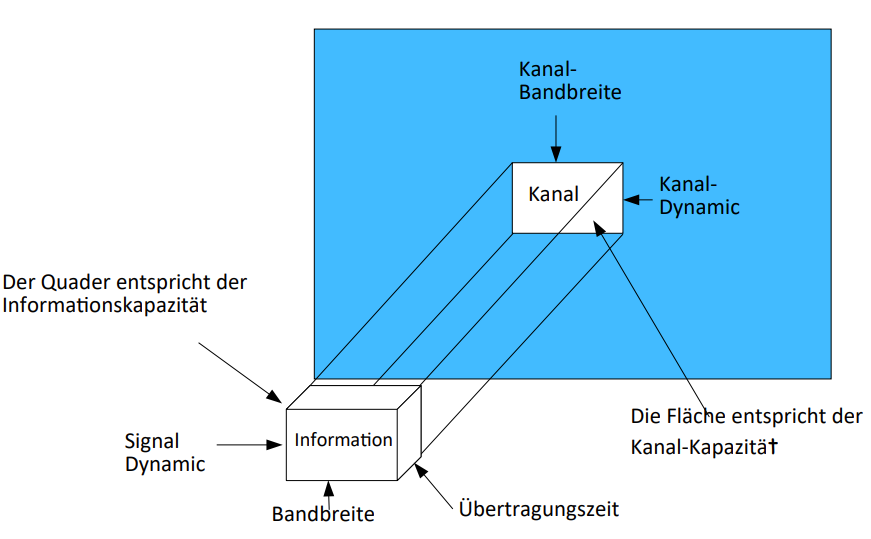 Kanal-
Bandbreite
Kanal
Kanal-
Dynamic
Der Quader entspricht der
Informationskapazität
Die Fläche entspricht der
Kanal-Kapazität
Signal
Dynamic
Information
Bandbreite
Übertragungszeit